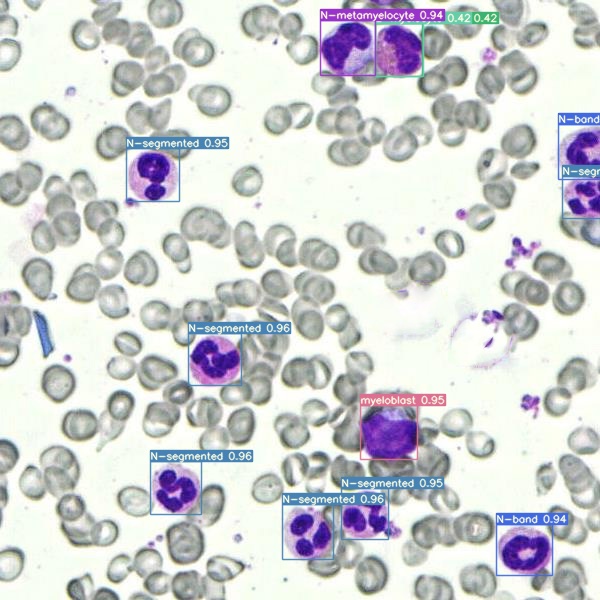 N-metamyelocyte 0.94
0.42 0.42
N-band
N-segmented 0.95
N-segr
N-segmented 0.96
myeloblast 0.95
N-segmented 0.96
N-segmented 0.95
N-segmented 0.96
N-band 0.94